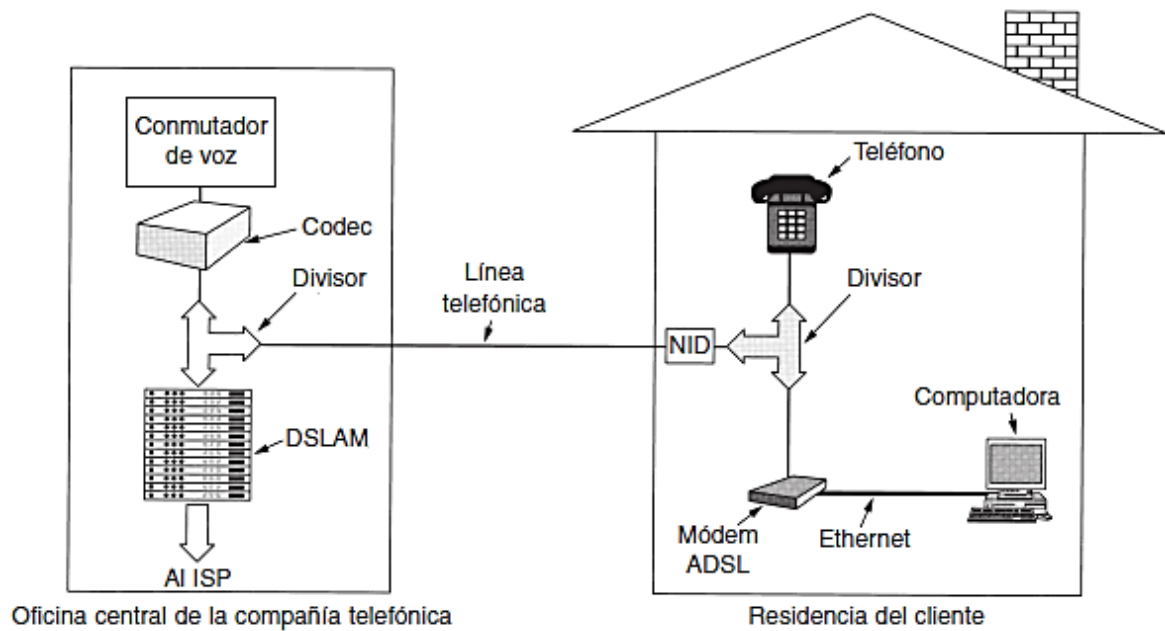 Conmutador
de voz
Codec
Divisor
DSLAM
Al ISP
Oficina central de la compañía telefónica
Línea
telefónica
NID
Teléfono
Divisor
Computadora
Módem
ADSL
Ethernet
Residencia del cliente